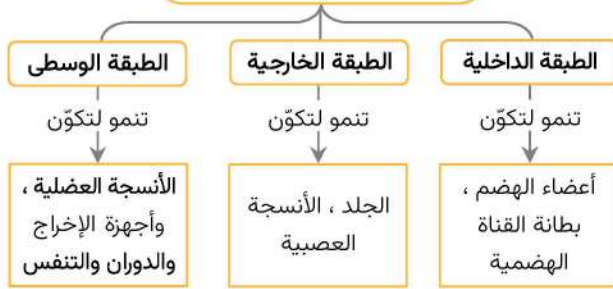 الطبقة الداخلية
تنمو لتكوّن
أعضاء الهضم ،
بطانة القناة
الهضمية
الطبقة الخارجية
تنمو لتكوّن
الجلد ، الأنسجة
العصبية
الطبقة الوسطى
تنمو لتكوّن
الأنسجة العضلية ،
وأجهزة الإخراج
والدوران والتنفس